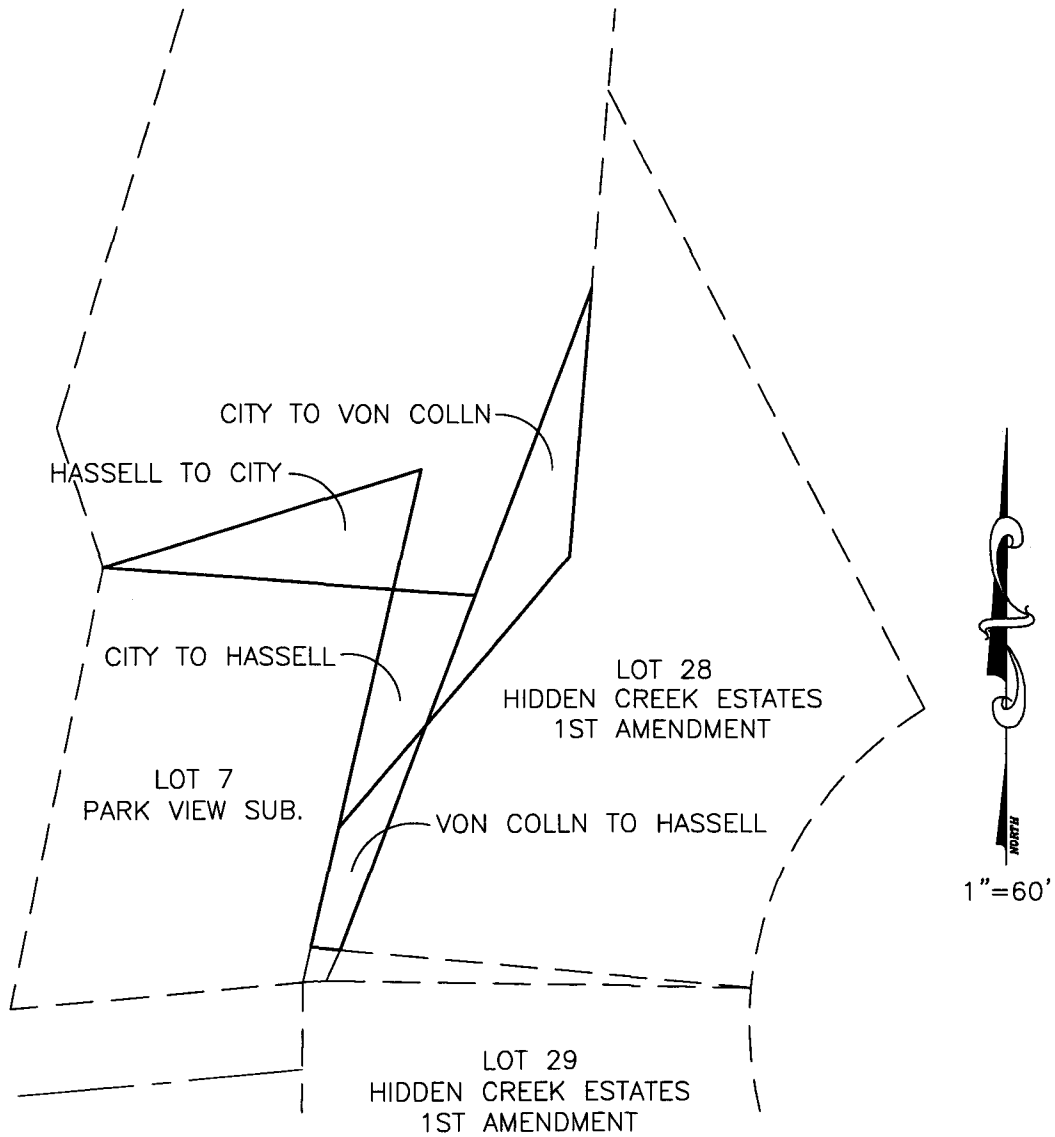 CITY TO VON COLLN
HASSELL TO CITY
CITY TO HASSELL
LOT 28
HIDDEN CREEK ESTATES
1ST AMENDMENT
LOT 7
PARK VIEW SUB.
VON COLLN TO HASSELL
NORTH
1"=60'
LOT 29
HIDDEN CREEK ESTATES
1ST AMENDMENT